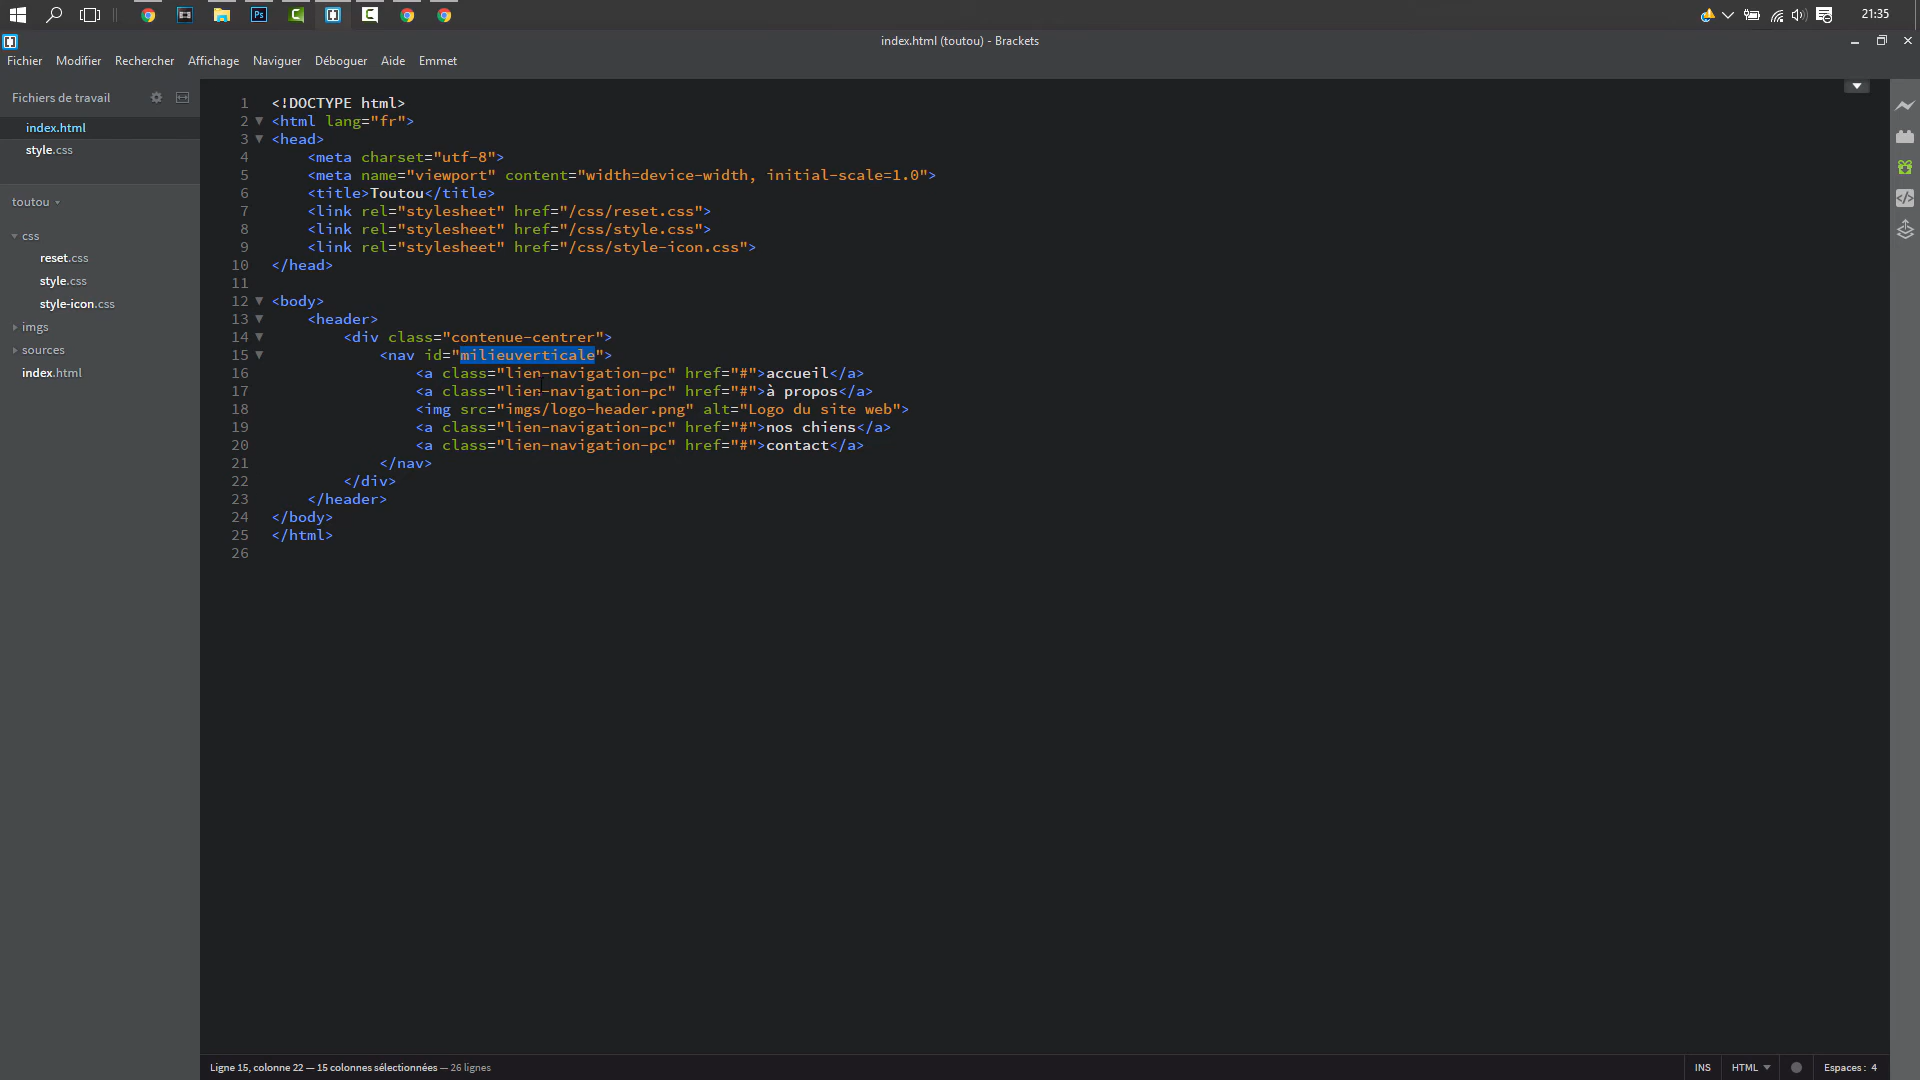 Ps
21:35
index.html (toutou) - Brackets
Fichier Modifier Rechercher Affichage Naviguer Déboguer Aide Emmet
Fichiers de travail
index.html
style.css
toutou
css
reset.css
style.css
style-icon.css
imgs
sources
index.html
1 <!DOCTYPE html>
2 <html lang="fr">
3 <head>
4 <meta charset="utf-8">
5 <meta name="viewport" content="width=device-width, initial-scale=1.0">
6 <title>Toutou</title>
7 <link rel="stylesheet" href="/css/reset.css">
8 <link rel="stylesheet" href="/css/style.css">
9 <link rel="stylesheet" href="/css/style-icon.css">
10 </head>
11
12 <body>
13 <header>
14 <div class="contenue-centrer">
15 <nav id="milieuverticale">
16 <a class="lien-navigation-pc" href="#">accueil</a>
17 <a class="lien-navigation-pc" href="#">à propos</a>
18 <img src="imgs/logo-header.png" alt="Logo du site web">
19 <a class="lien-navigation-pc" href="#">nos chiens</a>
20 <a class="lien-navigation-pc" href="#">contact</a>
21 </nav>
22 </div>
23 </header>
24 </body>
25 </html>
26
Ligne 15, colonne 22 — 15 colonnes sélectionnées — 26 lignes
INS HTML Espaces : 4